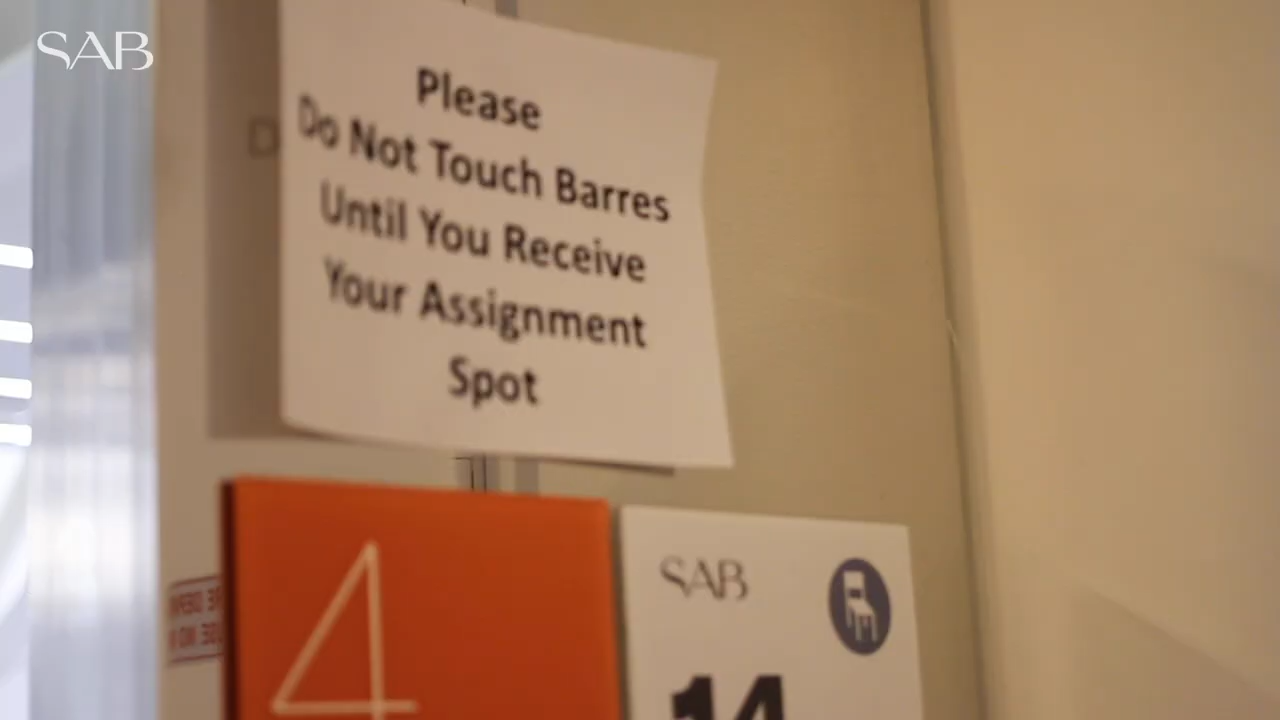 SAB
Please
Do Not Touch Barres
Until You Receive
Your Assignment
Spot
4
SAB
14